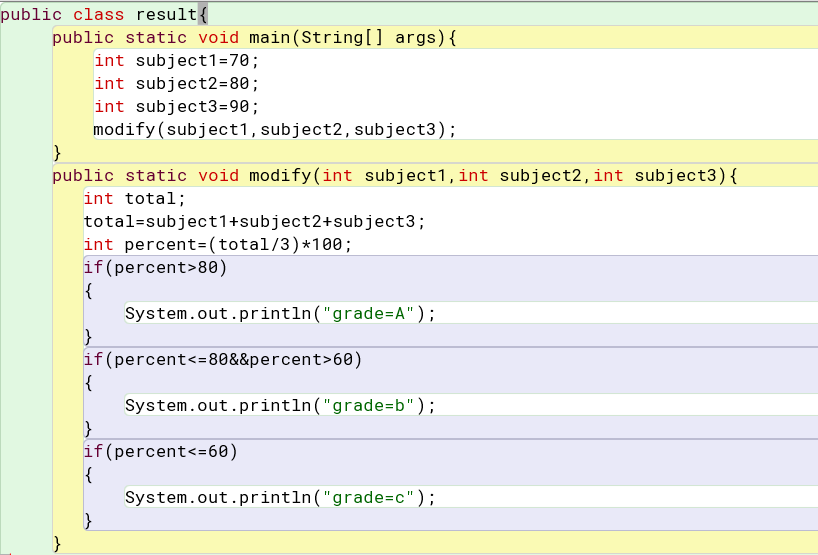 public class result{
public static void main(String[] args){
int subject1=70;
int subject2=80;
int subject3=90;
modify(subject1,subject2,subject3);
}
public static void modify(int subject1,int subject2,int subject3){
int total;
total=subject1+subject2+subject3;
int percent=(total/3)*100;
if(percent>80)
{
System.out.println("grade=A");
}
if(percent<=80&&percent>60)
{
System.out.println("grade=b");
}
if(percent<=60)
{
System.out.println("grade=c");
}
}